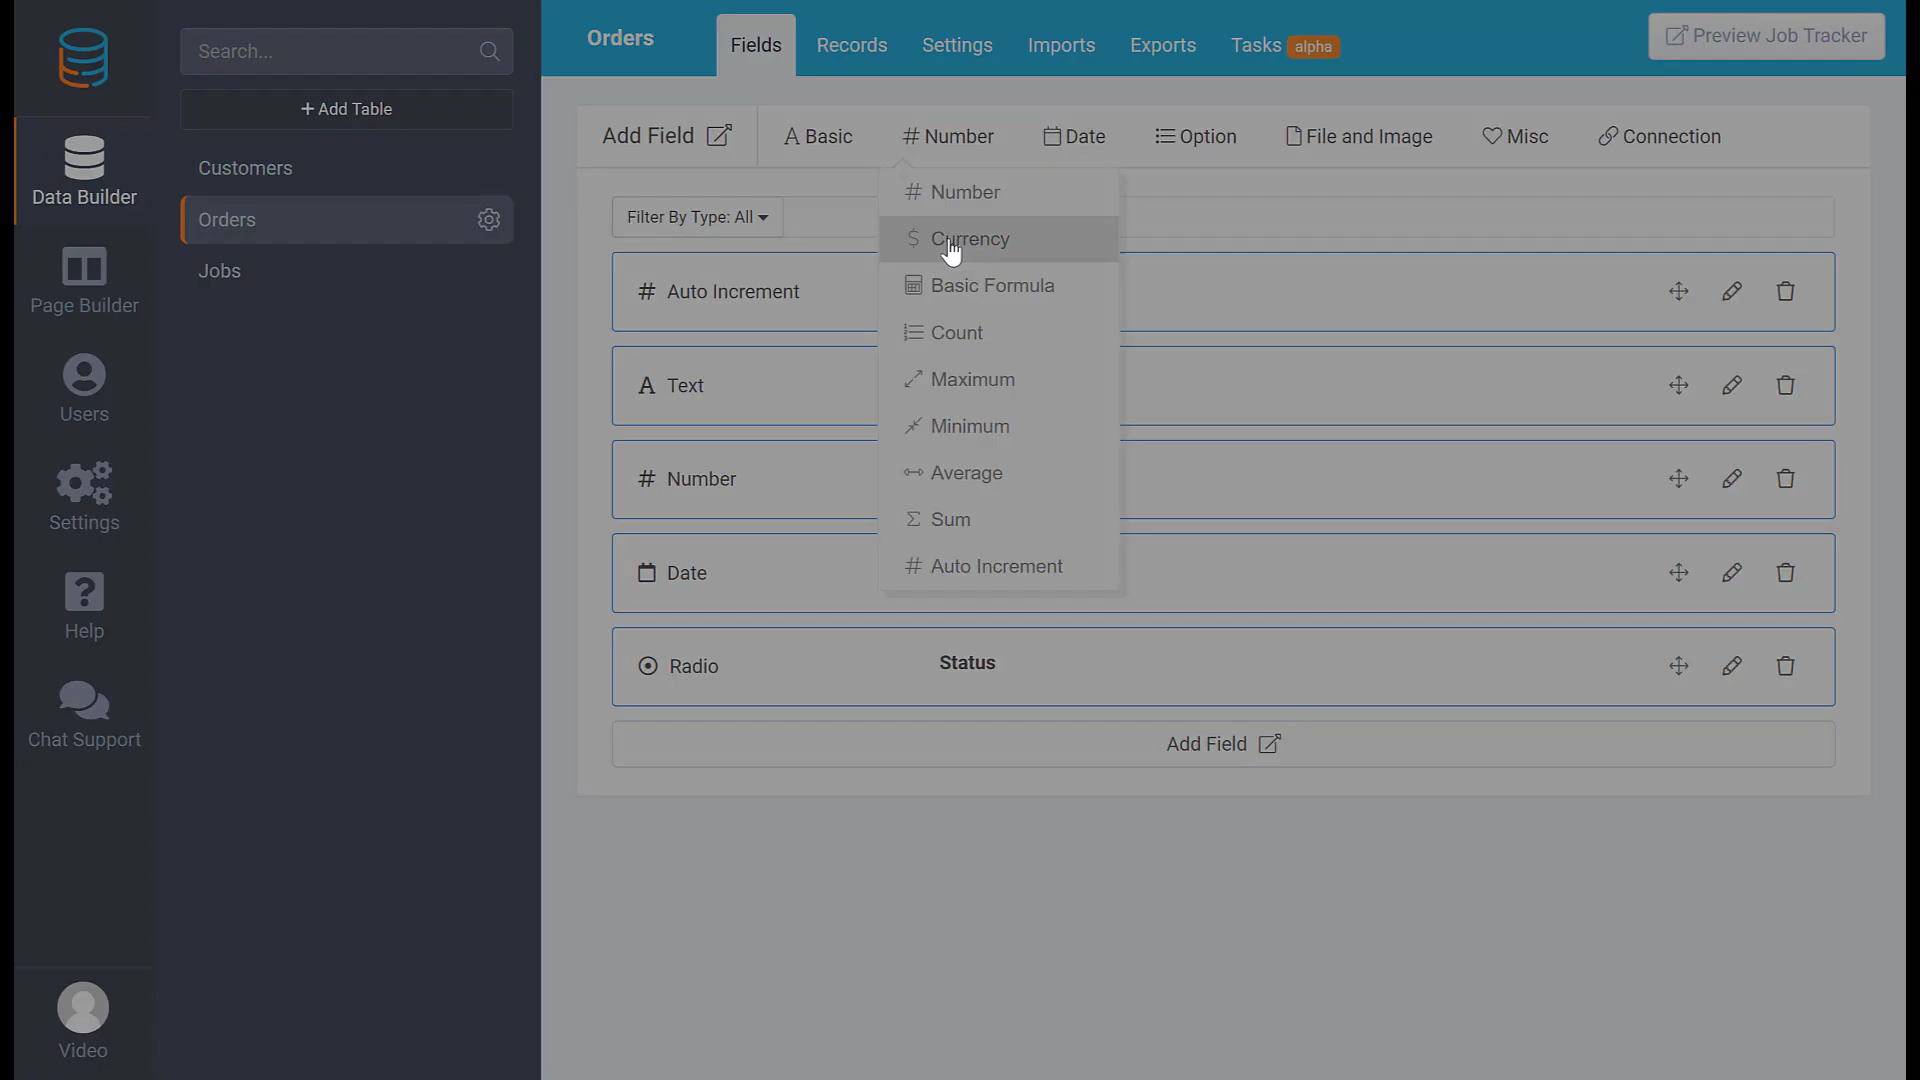 Search...
+ Add Table
Customers
Orders
Jobs
Data Builder
Page Builder
Users
Settings
Help
Chat Support
Video
Orders
Fields
Records
Settings
Imports
Exports
Tasks alpha
Preview Job Tracker
Add Field
Basic
Number
Date
Option
File and Image
Misc
Connection
Filter By Type: All
Number
Currency
Basic Formula
Count
Maximum
Minimum
Average
Sum
Auto Increment
Auto Increment
Text
Number
Date
Radio
Status
Add Field